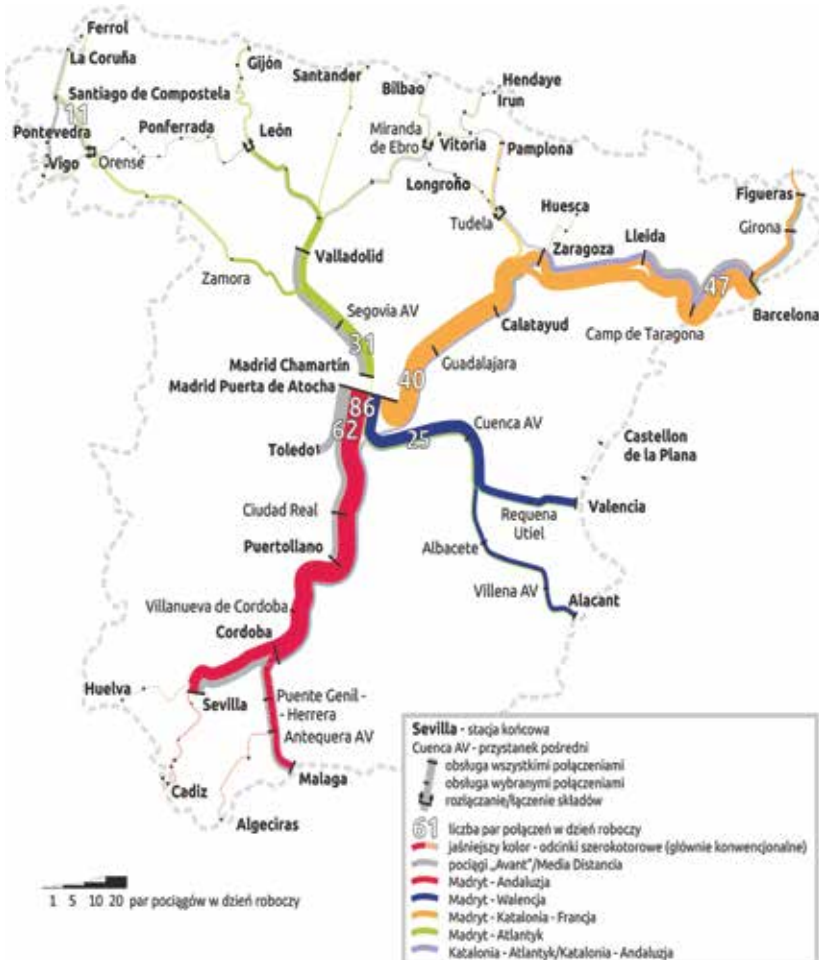 Ferrol
La Coruña
Gijón
Santander
Bilbao
Hendaye
Irun
Santiago de Compostela
11
Pontevedra
Ponferrada
León
Miranda
de Ebro
Vitoria
Pamplona
Vigo
Orense
Longroño
Figueras
Huesca
Tudela
Girona
Lleida
Zaragoza
Valladolid
47
Zamora
Barcelona
Segovia AV
Calatayud
Camp de Taragona
31
Guadalajara
Madrid Chamartín
40
Madrid Puerta de Atocha
86
62
25
Cuenca AV
Toledo
Castellon
de la Plana
Ciudad Real
Valencia
Requena
Utiel
Puertollano
Albacete
Villena AV
Alacant
Villanueva de Cordoba
Cordoba
Huelva
Sevilla
Puente Genil -
- Herrera
Antequera AV
Malaga
Cadiz
Algeciras
Sevilla - stacja końcowa
Cuenca AV - przystanek pośredni
obsługa wszystkimi połączeniami
obsługa wybranymi połączeniami
rozłączanie/łączenie składów
61 liczba par połączeń w dzień roboczy
jaśniejszy kolor - odcinki szerokotorowe (głównie konwencjonalne)
pociągi „Avant”/Media Distancia
Madryt - Andaluzja
Madryt - Walencja
Madryt - Katalonia - Francja
Madryt - Atlantyk
Katalonia - Atlantyk/Katalonia - Andaluzja
1 5 10 20 par pociągów w dzień roboczy